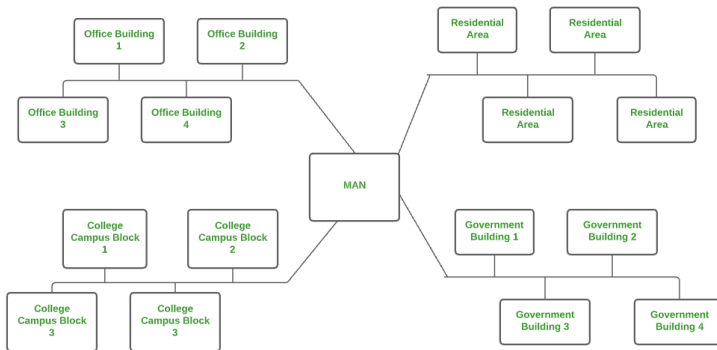 Office Building
1
Office Building
2
Residential
Area
Residential
Area
Office Building
3
Office Building
4
Residential
Area
Residential
Area
MAN
College
Campus Block
1
College
Campus Block
2
Government
Building 1
Government
Building 2
College
Campus Block
3
College
Campus Block
3
Government
Building 3
Government
Building 4